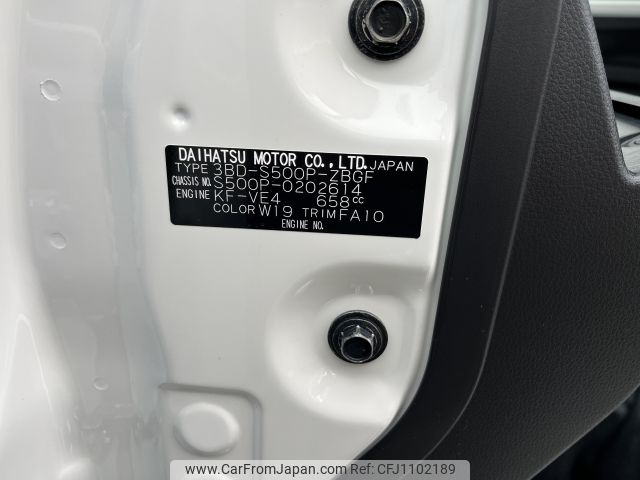 DAIHATSU MOTOR CO.,LTD. JAPAN
TYPE 3BD-S500P-ZBGF
CHASSIS NO. S500P-0202614
ENGINE KF-VE4 658cc
COLOR W19 TRIM FA10
ENGINE NO.
www.CarFromJapan.com | Ref No. CFJ1102189